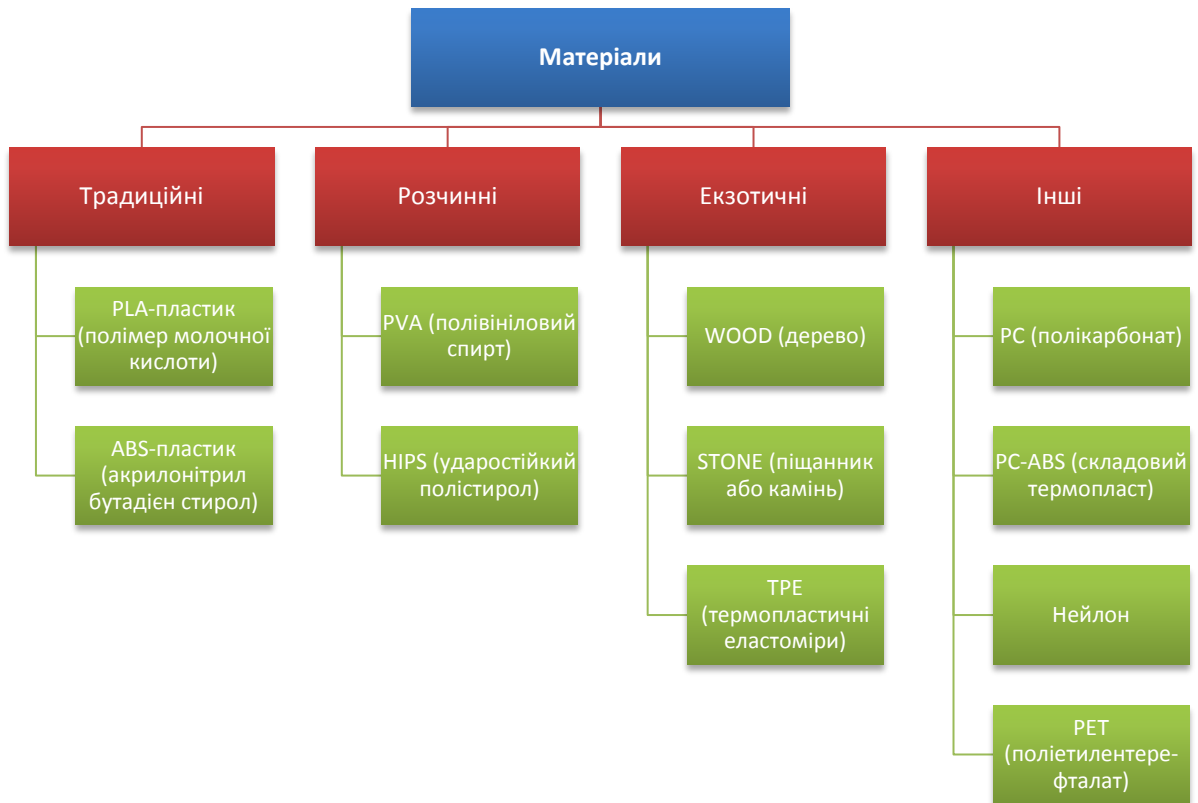 Матеріали
Традиційні
Розчинні
Екзотичні
Інші
PLA-пластик
(полімер молочної
кислоти)
ABS-пластик
(акрилонітрил
бутадієн стирол)
PVA (полівініловий
спирт)
HIPS (ударостійкий
полістирол)
WOOD (дерево)
STONE (піщанник
або камінь)
TPE
(термопластичні
еластоміри)
PC (полікарбонат)
PC-ABS (складовий
термопласт)
Нейлон
PET
(поліетилентере-
фталат)